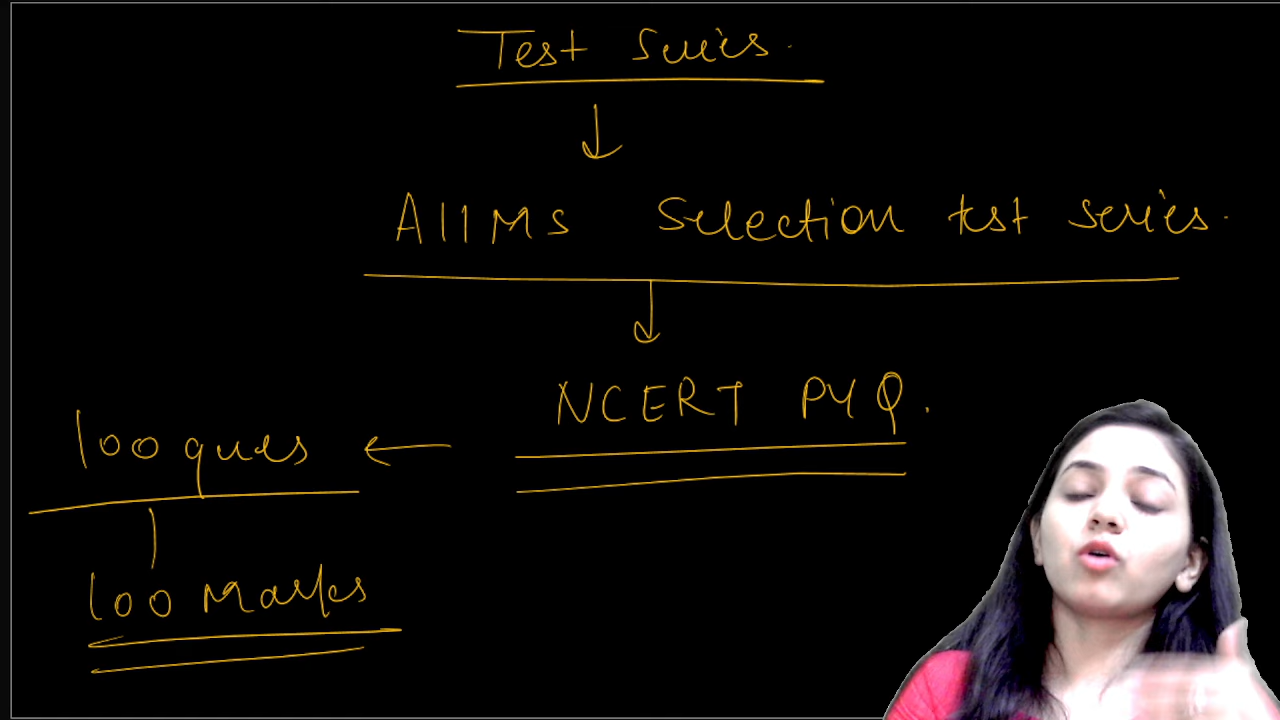 Test Series.
AIIMS Selection test series.
NCERT PYQ.
100 ques
100 Marks